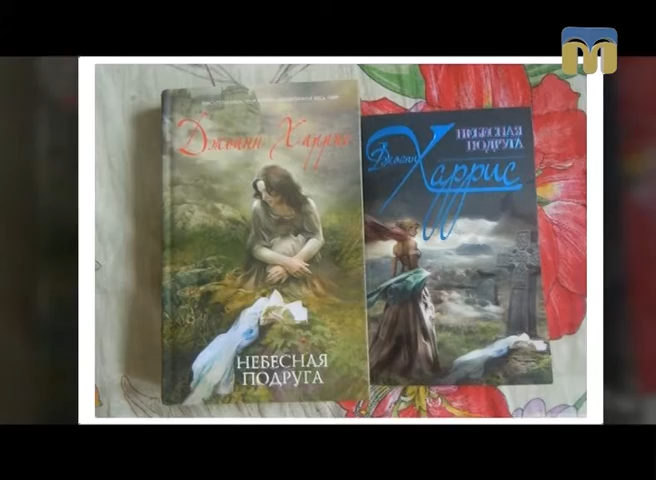 Джоанн Харрис
НЕБЕСНАЯ
ПОДРУГА
НЕБЕСНАЯ
ПОДРУГА
Джоанн
Харрис